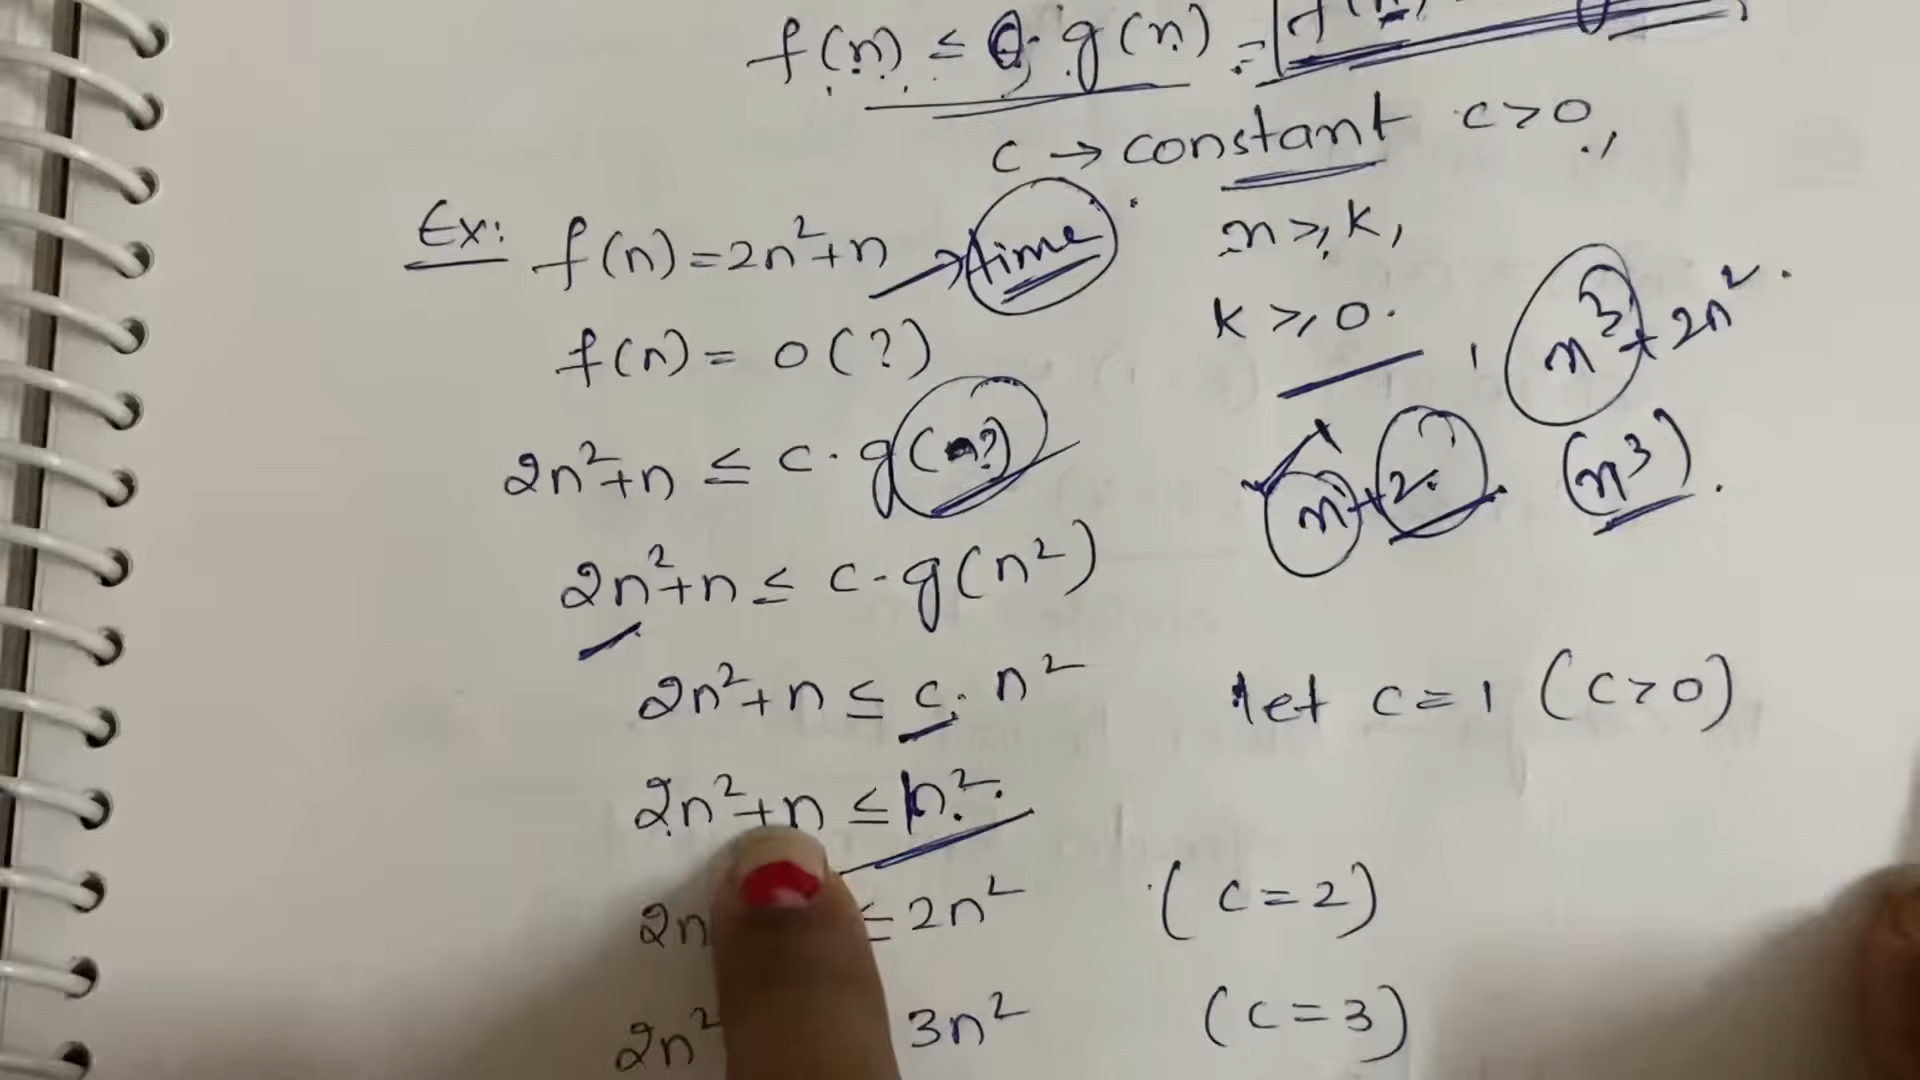 f(n) ≤ c. g(n) =
c → constant c>0,
Ex: f(n)=2n²+n → time
n ≥ k,
f(n) = O(?)
k ≥ 0.
n³+2n².
2n²+n ≤ c. g(n?)
n+2. (n³).
2n²+n ≤ c. g(n²)
2n²+n ≤ c. n² let c=1 (c>0)
2n²+n ≤ n².
2n ≤ 2n² (c=2)
2n² 3n² (c=3)